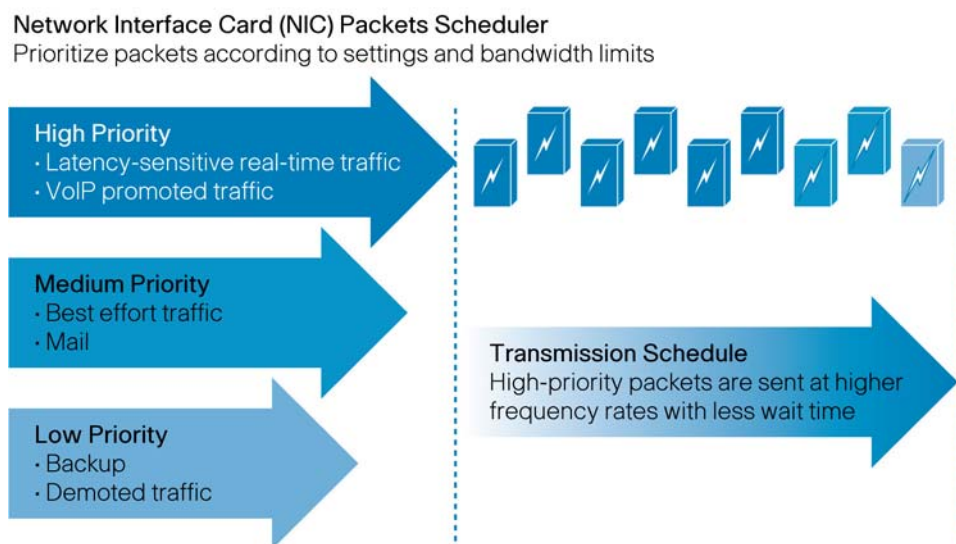 Network Interface Card (NIC) Packets Scheduler
Prioritize packets according to settings and bandwidth limits
High Priority
· Latency-sensitive real-time traffic
· VoIP promoted traffic
Medium Priority
· Best effort traffic
· Mail
Low Priority
· Backup
· Demoted traffic
Transmission Schedule
High-priority packets are sent at higher
frequency rates with less wait time